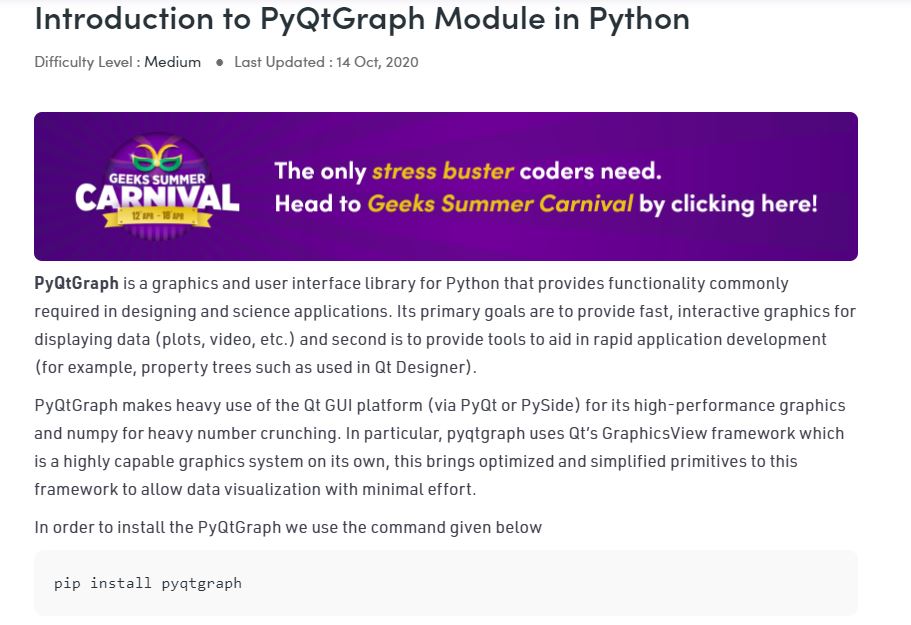 Introduction to PyQtGraph Module in Python
Difficulty Level : Medium ● Last Updated : 14 Oct, 2020
GEEKS SUMMER
CARNIVAL
12 APR - 18 APR
The only stress buster coders need.
Head to Geeks Summer Carnival by clicking here!
PyQtGraph is a graphics and user interface library for Python that provides functionality commonly
required in designing and science applications. Its primary goals are to provide fast, interactive graphics for
displaying data (plots, video, etc.) and second is to provide tools to aid in rapid application development
(for example, property trees such as used in Qt Designer).
PyQtGraph makes heavy use of the Qt GUI platform (via PyQt or PySide) for its high-performance graphics
and numpy for heavy number crunching. In particular, pyqtgraph uses Qt’s GraphicsView framework which
is a highly capable graphics system on its own, this brings optimized and simplified primitives to this
framework to allow data visualization with minimal effort.
In order to install the PyQtGraph we use the command given below
pip install pyqtgraph